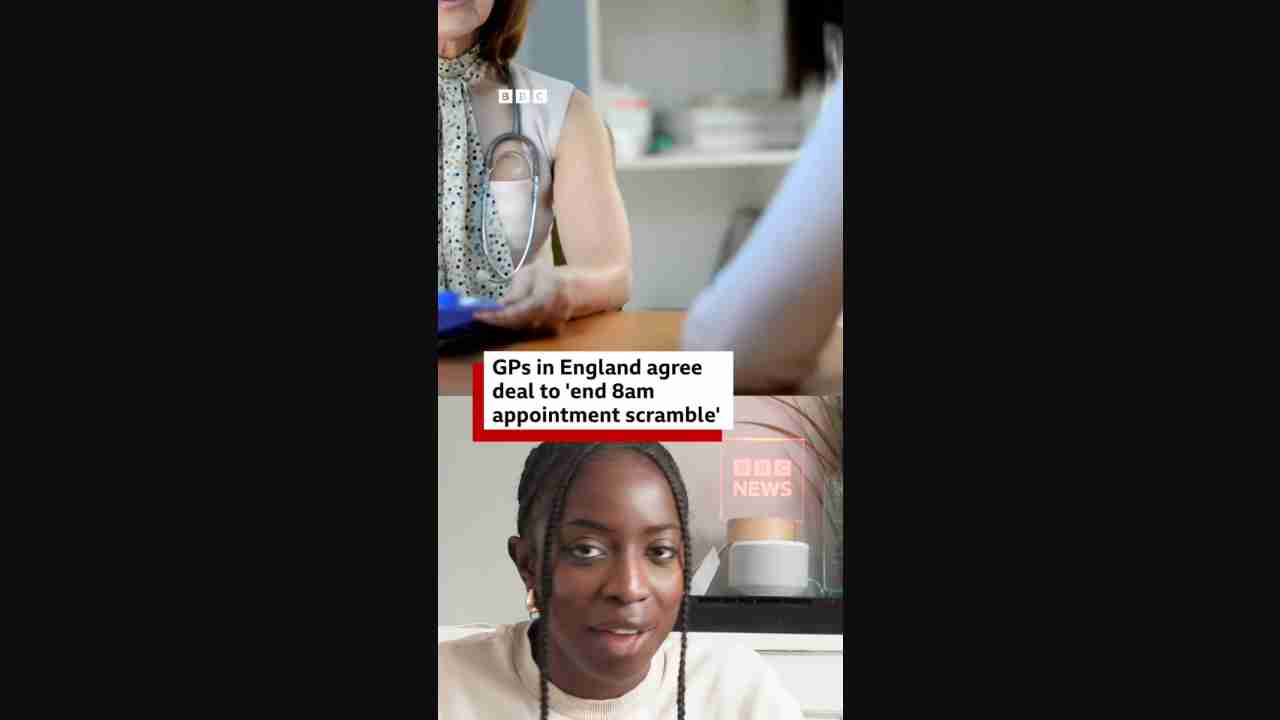 BBC
GPs in England agree
deal to 'end 8am
appointment scramble'
BBC
NEWS